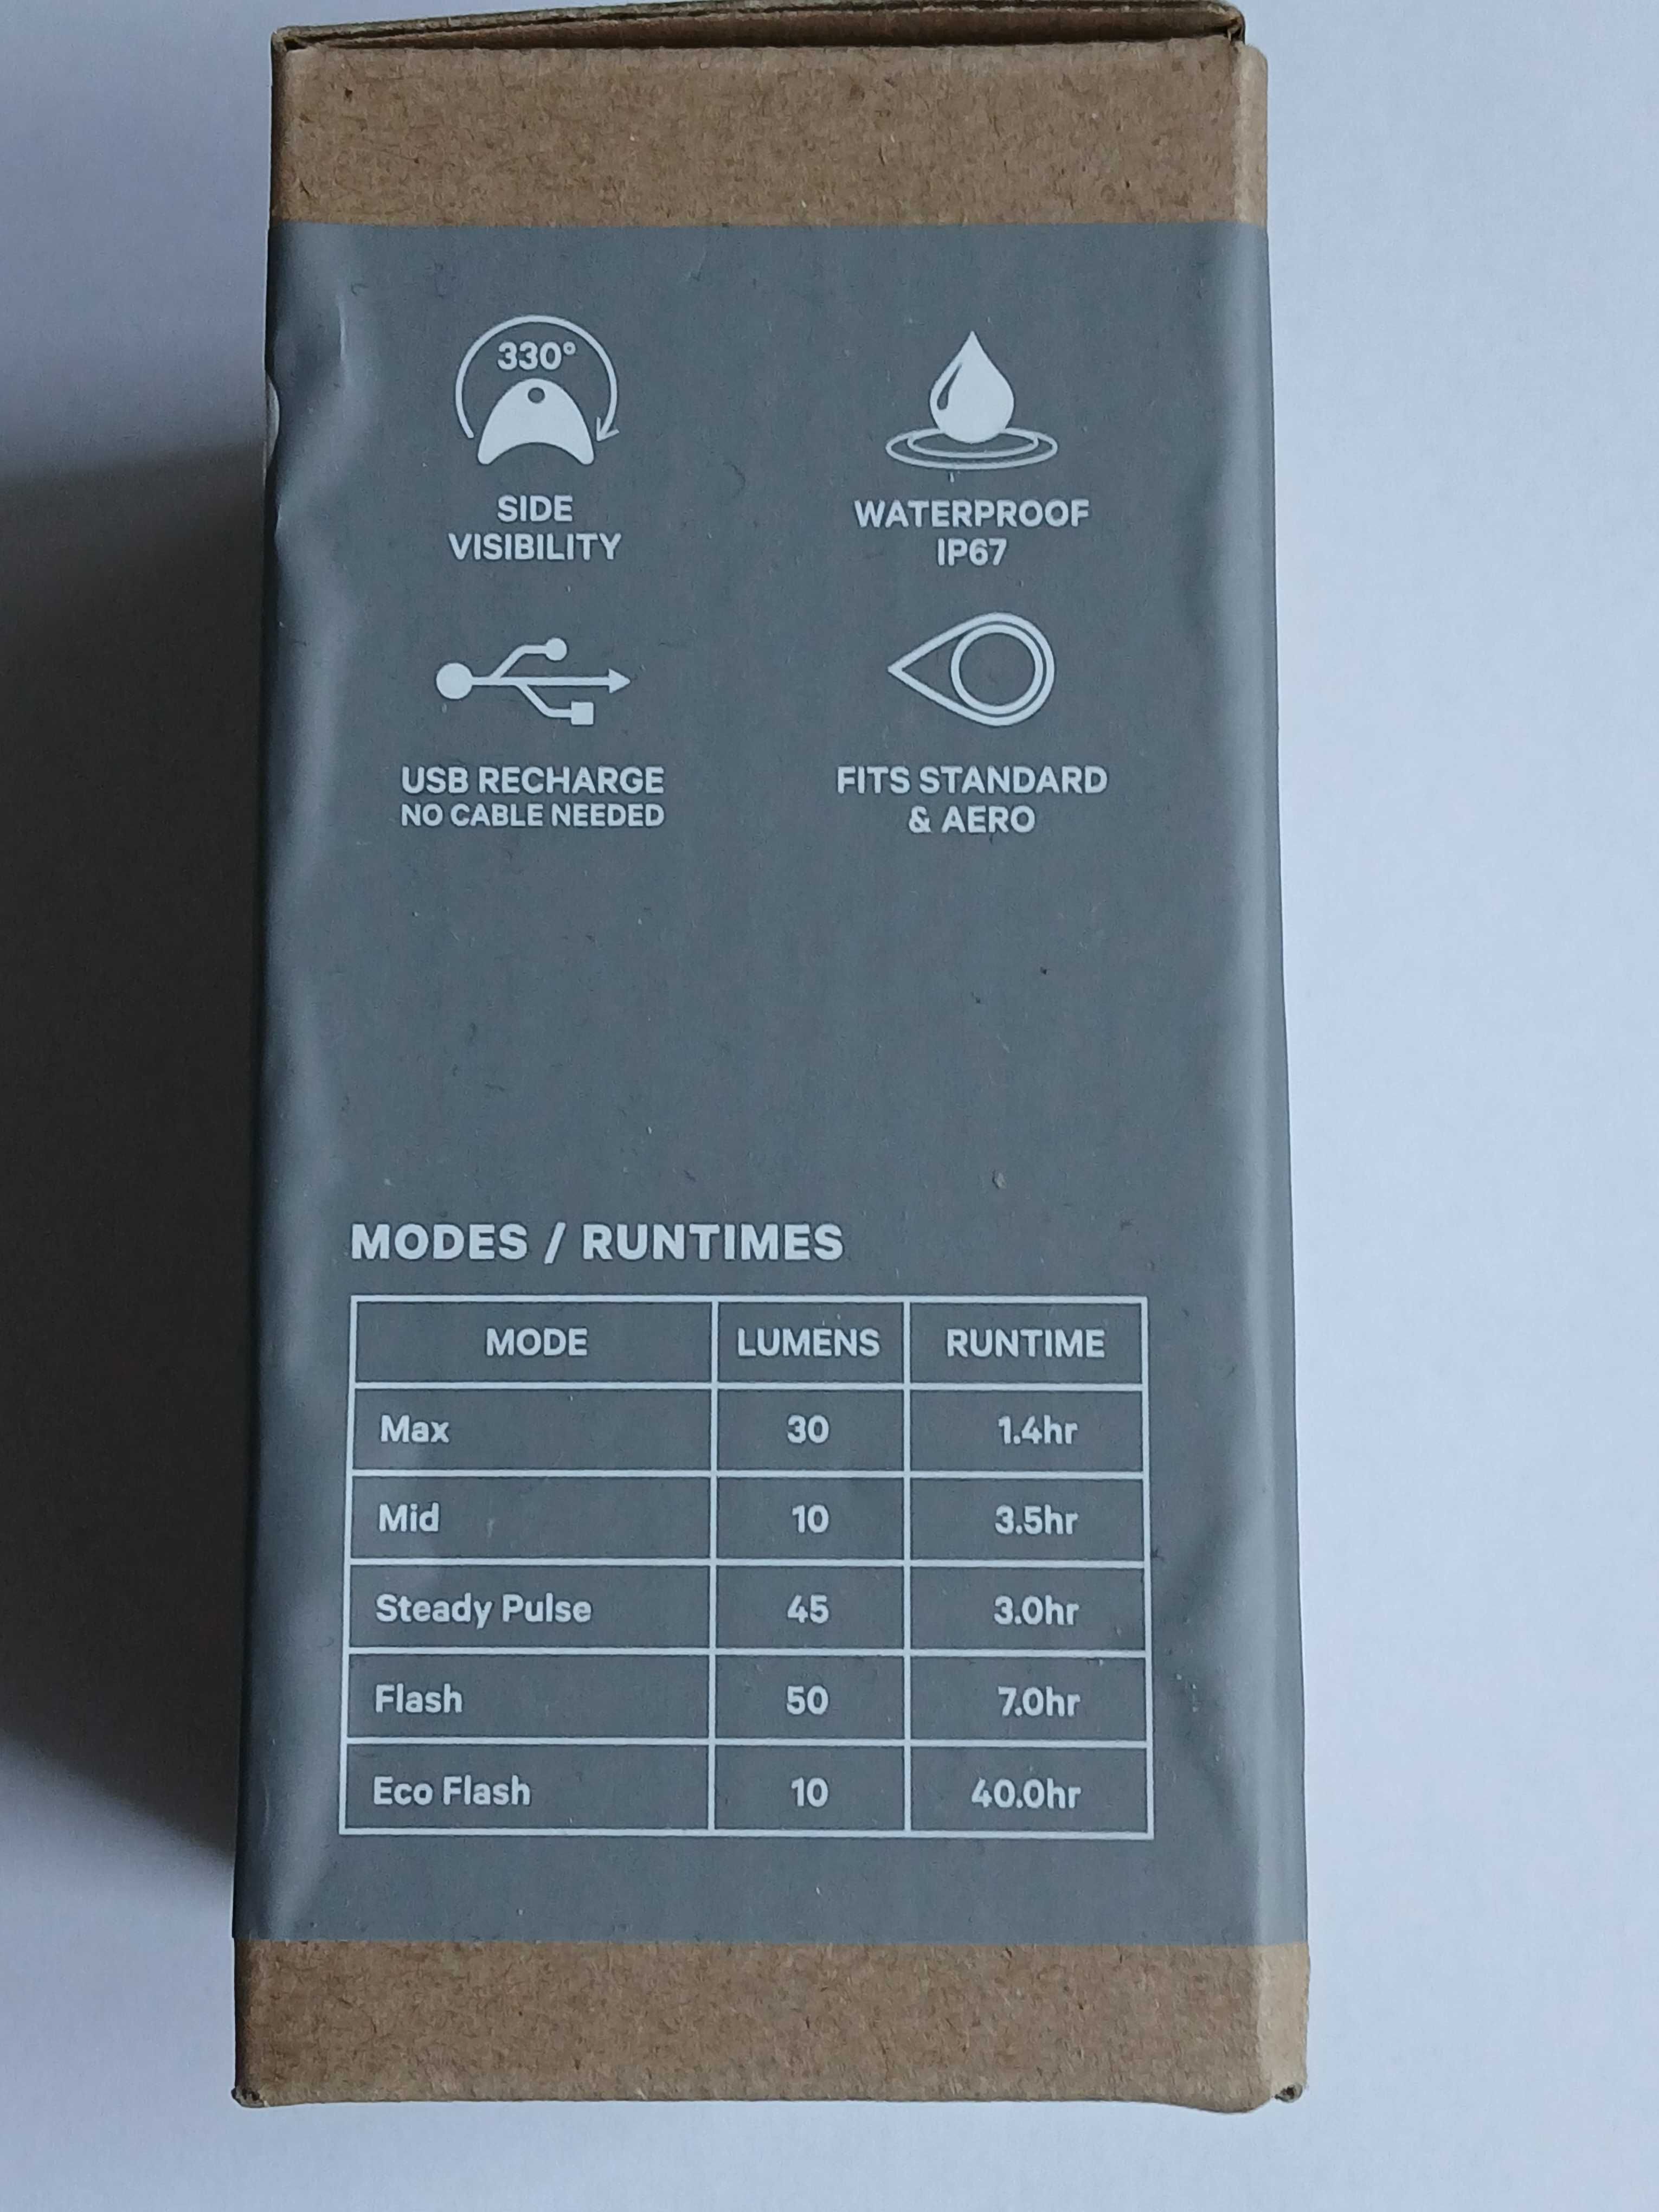 330°
SIDE
VISIBILITY
WATERPROOF
IP67
USB RECHARGE
NO CABLE NEEDED
FITS STANDARD
& AERO
MODES / RUNTIMES
MODE LUMENS RUNTIME
Max 30 1.4hr
Mid 10 3.5hr
Steady Pulse 45 3.0hr
Flash 50 7.0hr
Eco Flash 10 40.0hr